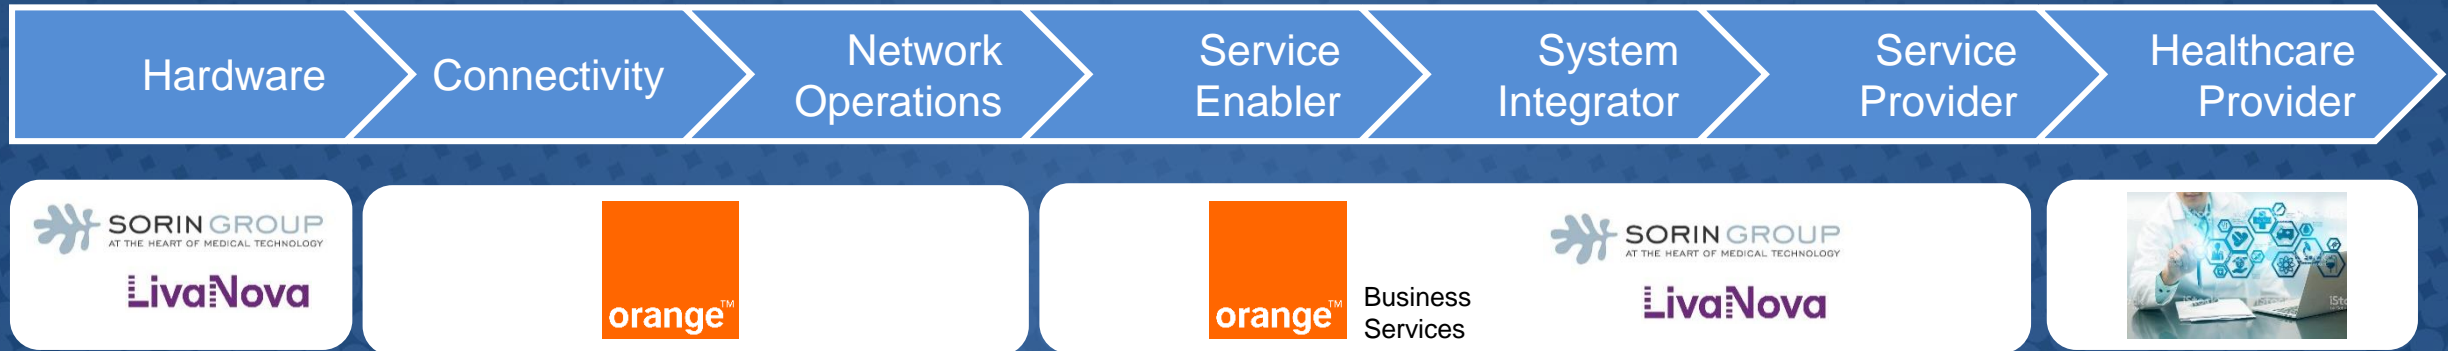 Hardware
Connectivity
Network
Operations
Service
Enabler
System
Integrator
Service
Provider
Healthcare
Provider
SORIN GROUP
AT THE HEART OF MEDICAL TECHNOLOGY
LivaNova
orange™
orange™
Business
Services
SORIN GROUP
AT THE HEART OF MEDICAL TECHNOLOGY
LivaNova